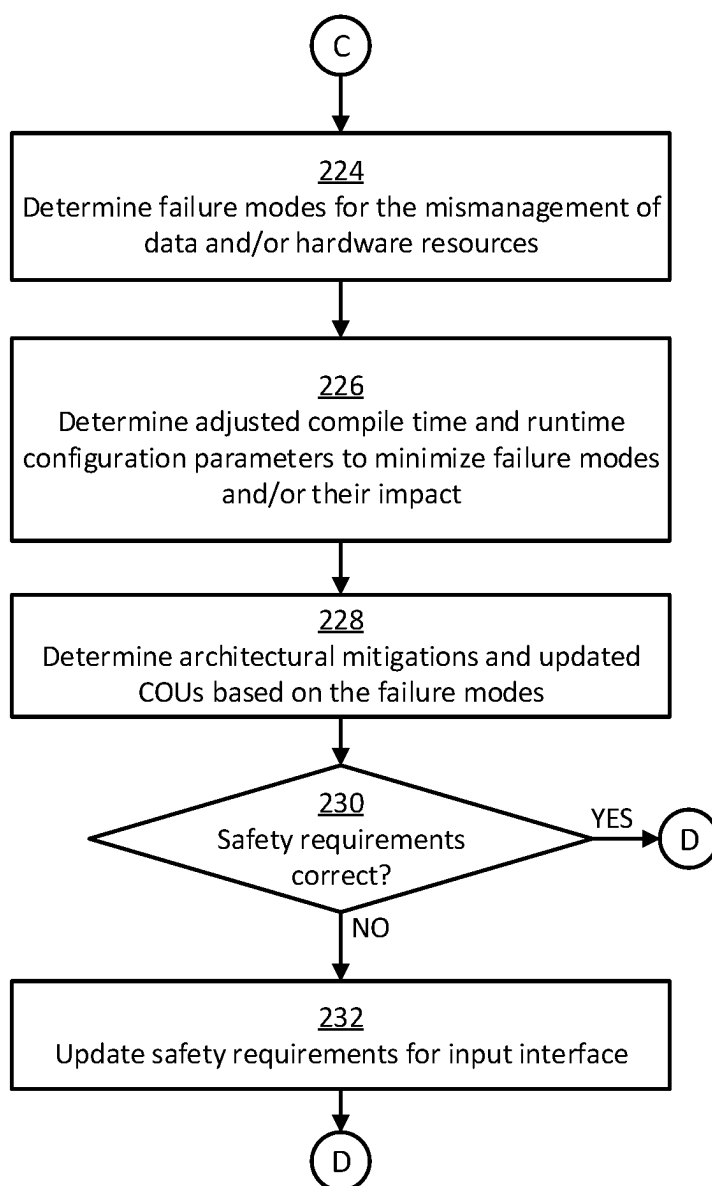 C
224
Determine failure modes for the mismanagement of
data and/or hardware resources
226
Determine adjusted compile time and runtime
configuration parameters to minimize failure modes
and/or their impact
228
Determine architectural mitigations and updated
COUs based on the failure modes
230
Safety requirements
correct?
YES
D
NO
232
Update safety requirements for input interface
D